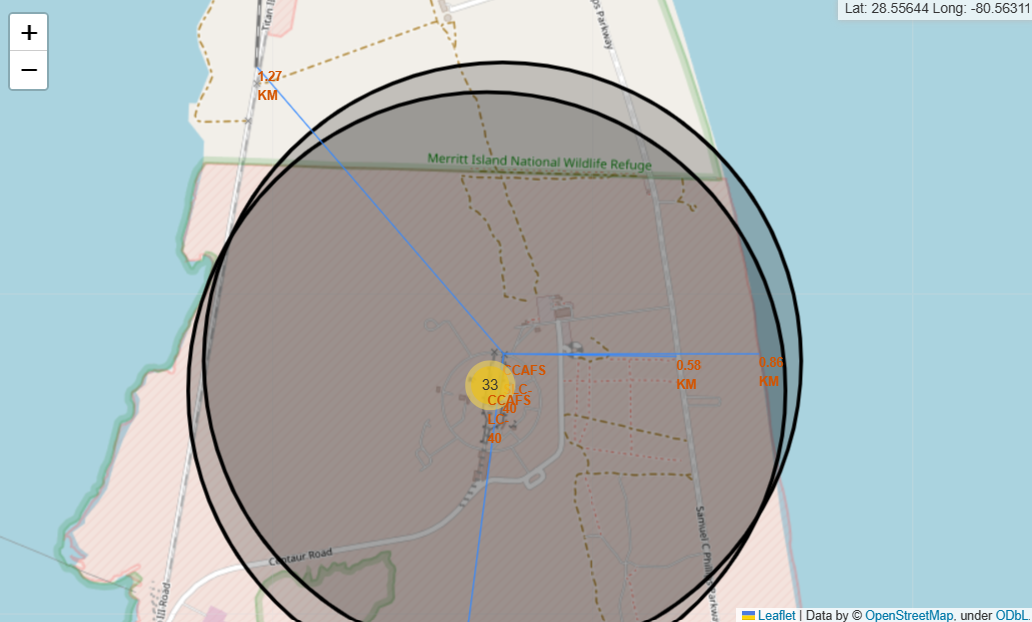 +
−
Lat: 28.55644 Long: -80.56311
1.27
KM
Merritt Island National Wildlife Refuge
0.58
KM
0.86
KM
33
CCAFS
SLC-
40
CCAFS
LC-
40
Centaur Road
Samuel C Phillips Parkway
Leaflet | Data by © OpenStreetMap, under ODbL.